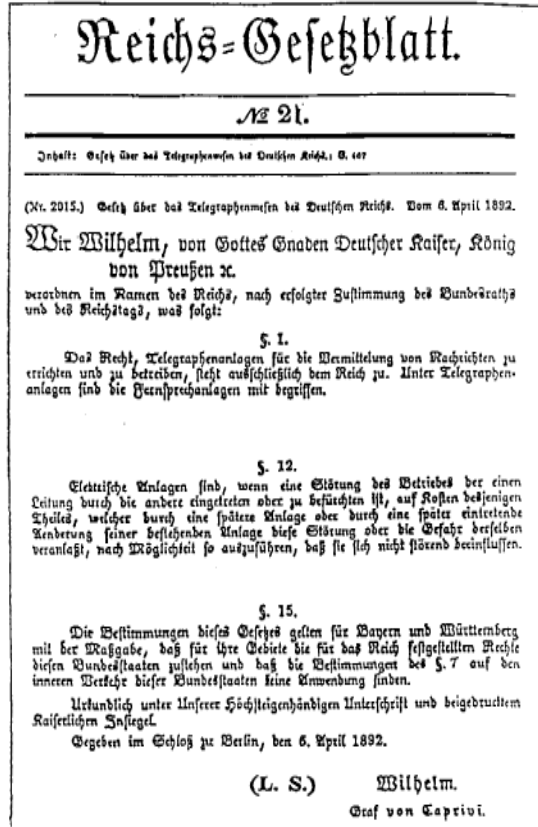 Reichs-Gesetzblatt.
№ 21.
Inhalt: Gesetz über das Telegraphenwesen des Deutschen Reichs. S. 467
(Nr. 2015.) Gesetz über das Telegraphenwesen des Deutschen Reichs. Vom 6. April 1892.
Wir Wilhelm, von Gottes Gnaden Deutscher Kaiser, König
von Preußen ꝛc.
verordnen im Namen des Reichs, nach erfolgter Zustimmung des Bundesraths
und des Reichstags, was folgt:
§. 1.
Das Recht, Telegraphenanlagen für die Vermittelung von Nachrichten zu
errichten und zu betreiben, steht ausschließlich dem Reich zu. Unter Telegraphen-
anlagen sind die Fernsprechanlagen mit begriffen.
§. 12.
Elektrische Anlagen sind, wenn eine Störung des Betriebes der einen
Leitung durch die andere eingetreten oder zu befürchten ist, auf Kosten desjenigen
Theiles, welcher durch eine spätere Anlage oder durch eine später eintretende
Aenderung seiner bestehenden Anlage diese Störung oder die Gefahr derselben
veranlaßt, nach Möglichkeit so auszuführen, daß sie sich nicht störend beeinflussen.
§. 15.
Die Bestimmungen dieses Gesetzes gelten für Bayern und Württemberg
mit der Maßgabe, daß für ihre Gebiete die für das Reich festgestellten Rechte
diesen Bundesstaaten zustehen und daß die Bestimmungen des §. 7 auf den
inneren Verkehr dieser Bundesstaaten keine Anwendung finden.
Urkundlich unter Unserer Höchsteigenhändigen Unterschrift und beigedrucktem
Kaiserlichen Insiegel.
Gegeben im Schloß zu Berlin, den 6. April 1892.
(L. S.) Wilhelm.
Graf von Caprivi.